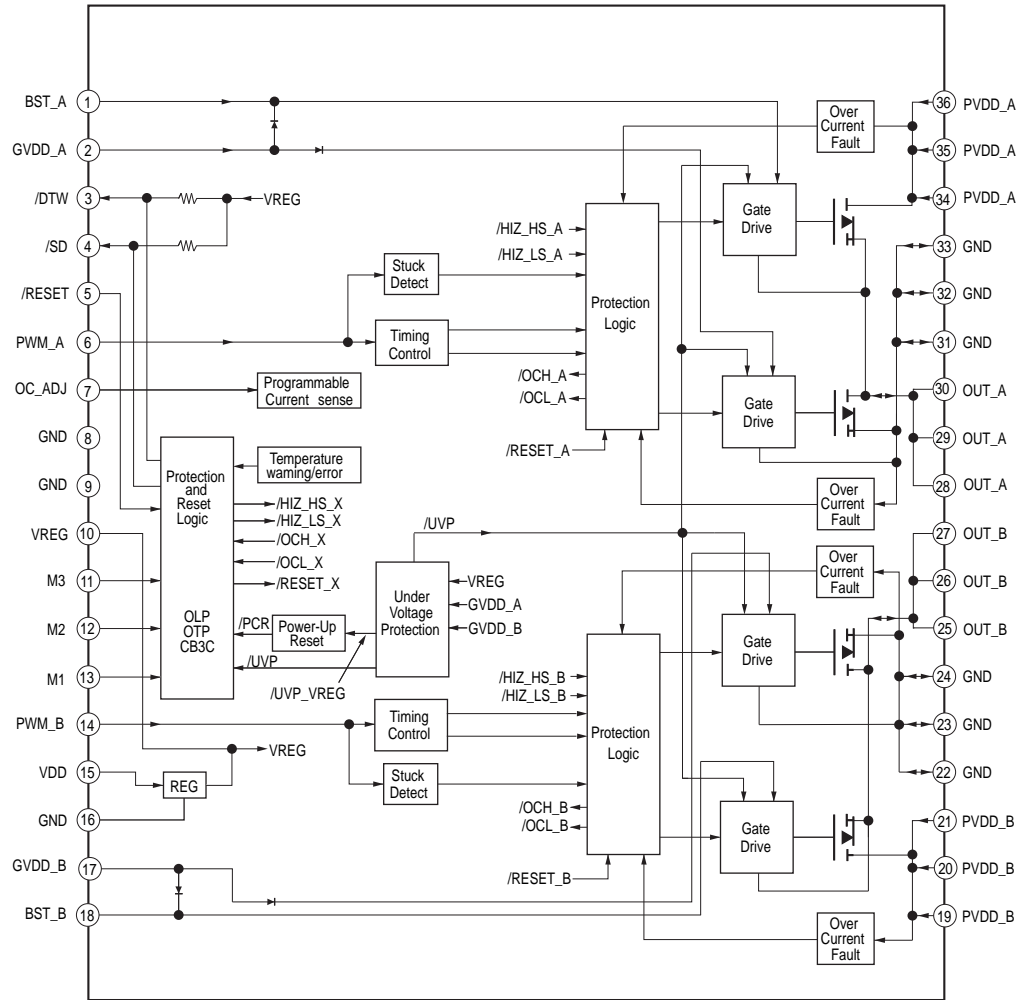 BST_A 1
GVDD_A 2
/DTW 3
/SD 4
/RESET 5
PWM_A 6
OC_ADJ 7
GND 8
GND 9
VREG 10
M3 11
M2 12
M1 13
PWM_B 14
VDD 15
GND 16
GVDD_B 17
BST_B 18
VREG
Stuck
Detect
Timing
Control
Programmable
Current sense
Temperature
warning/error
Protection
and
Reset
Logic
OLP
OTP
CB3C
/HIZ_HS_X
/HIZ_LS_X
/OCH_X
/OCL_X
/RESET_X
/PCR
Power-Up
Reset
/UVP
/UVP_VREG
/UVP
Under
Voltage
Protection
VREG
GVDD_A
GVDD_B
Timing
Control
Stuck
Detect
VREG
REG
/HIZ_HS_A
/HIZ_LS_A
Protection
Logic
/OCH_A
/OCL_A
/RESET_A
/HIZ_HS_B
/HIZ_LS_B
Protection
Logic
/OCH_B
/OCL_B
/RESET_B
Over
Current
Fault
Gate
Drive
Gate
Drive
Over
Current
Fault
Over
Current
Fault
Gate
Drive
Gate
Drive
Over
Current
Fault
36 PVDD_A
35 PVDD_A
34 PVDD_A
33 GND
32 GND
31 GND
30 OUT_A
29 OUT_A
28 OUT_A
27 OUT_B
26 OUT_B
25 OUT_B
24 GND
23 GND
22 GND
21 PVDD_B
20 PVDD_B
19 PVDD_B